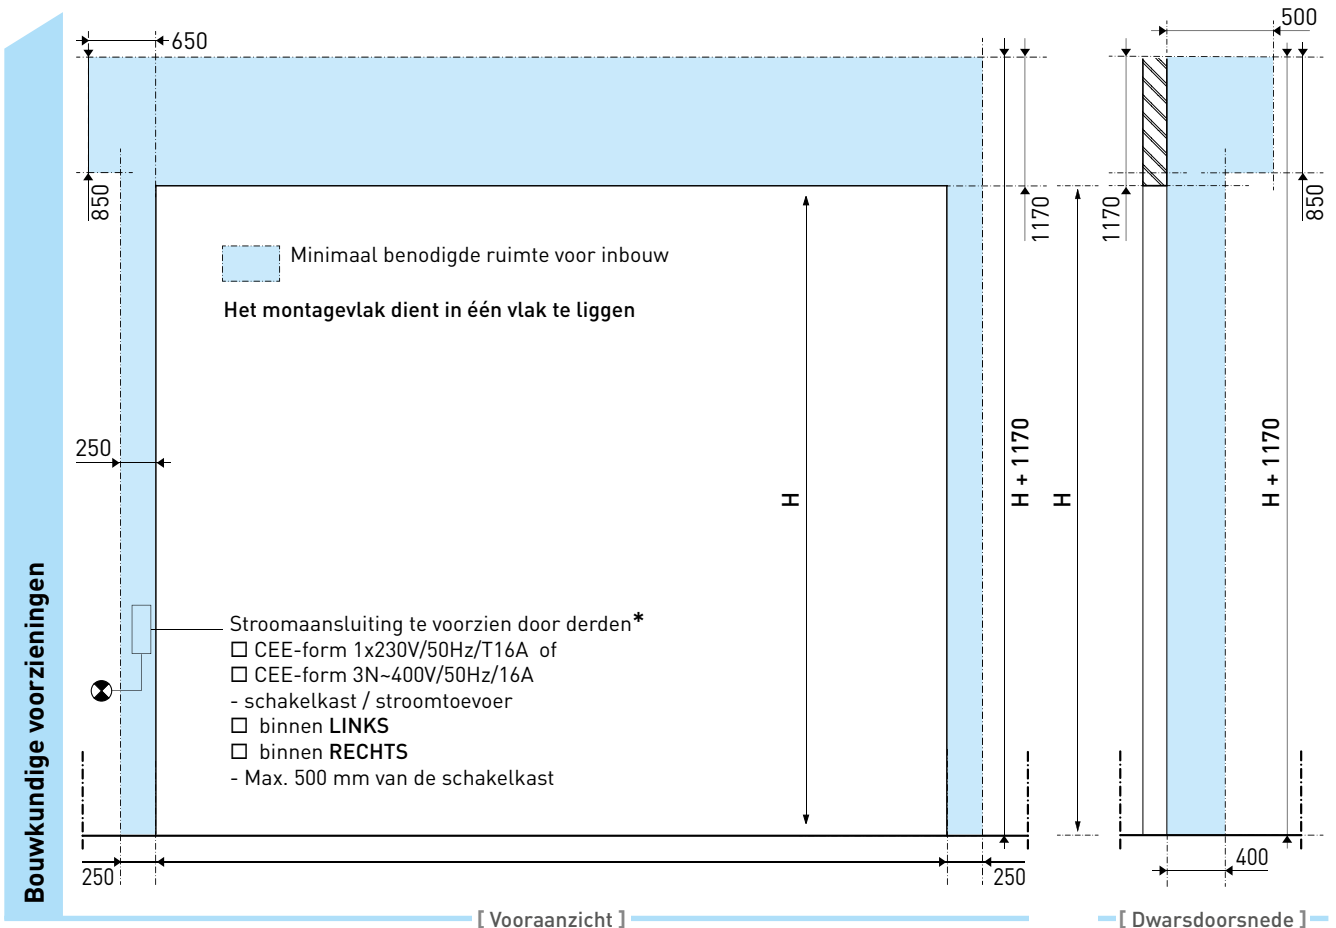 650
500
850
1170
1170
850
Minimaal benodigde ruimte voor inbouw
Het montagevlak dient in één vlak te liggen
250
H
H + 1170
H
H + 1170
Bouwkundige voorzieningen
Stroomaansluiting te voorzien door derden*
☐ CEE-form 1x230V/50Hz/T16A of
☐ CEE-form 3N~400V/50Hz/16A
- schakelkast / stroomtoevoer
☐ binnen LINKS
☐ binnen RECHTS
- Max. 500 mm van de schakelkast
250
250
400
[ Vooraanzicht ]
[ Dwarsdoorsnede ]